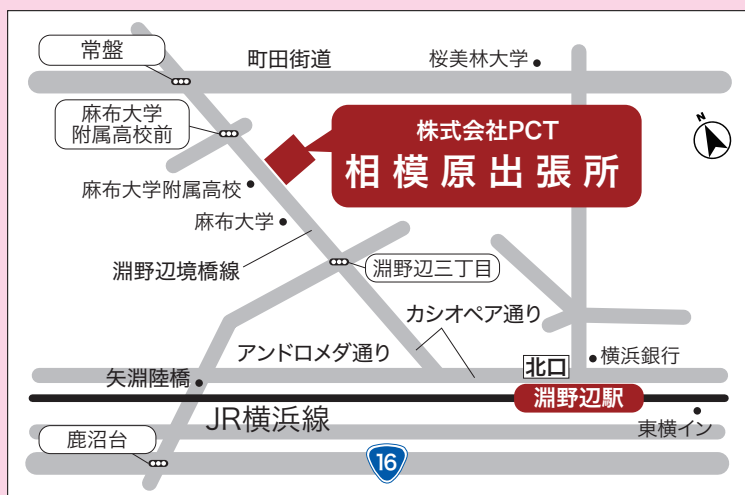 常盤
町田街道
桜美林大学
麻布大学
附属高校前
株式会社PCT
相模原出張所
N
麻布大学附属高校
麻布大学
淵野辺境橋線
淵野辺三丁目
カシオペア通り
アンドロメダ通り
北口
横浜銀行
矢淵陸橋
淵野辺駅
JR横浜線
東横イン
鹿沼台
16